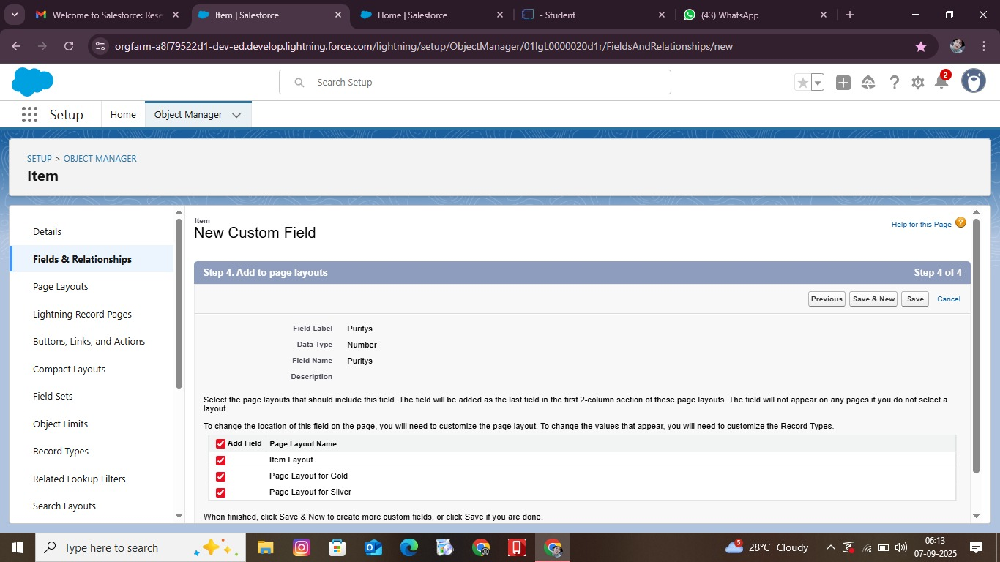 Welcome to Salesforce: Rese
Item | Salesforce
Home | Salesforce
- Student
(43) WhatsApp
orgfarm-a8f79522d1-dev-ed.develop.lightning.force.com/lightning/setup/ObjectManager/01IgL0000020d1r/FieldsAndRelationships/new
Search Setup
2
Setup
Home
Object Manager
SETUP > OBJECT MANAGER
Item
Details
Fields & Relationships
Page Layouts
Lightning Record Pages
Buttons, Links, and Actions
Compact Layouts
Field Sets
Object Limits
Record Types
Related Lookup Filters
Search Layouts
Item
New Custom Field
Help for this Page
Step 4. Add to page layouts
Step 4 of 4
Previous
Save & New
Save
Cancel
Field Label Puritys
Data Type Number
Field Name Puritys
Description
Select the page layouts that should include this field. The field will be added as the last field in the first 2-column section of these page layouts. The field will not appear on any pages if you do not select a
layout.
To change the location of this field on the page, you will need to customize the page layout. To change the values that appear, you will need to customize the Record Types.
Add Field Page Layout Name
Item Layout
Page Layout for Gold
Page Layout for Silver
When finished, click Save & New to create more custom fields, or click Save if you are done.
Type here to search
5
28°C Cloudy
06:13
07-09-2025